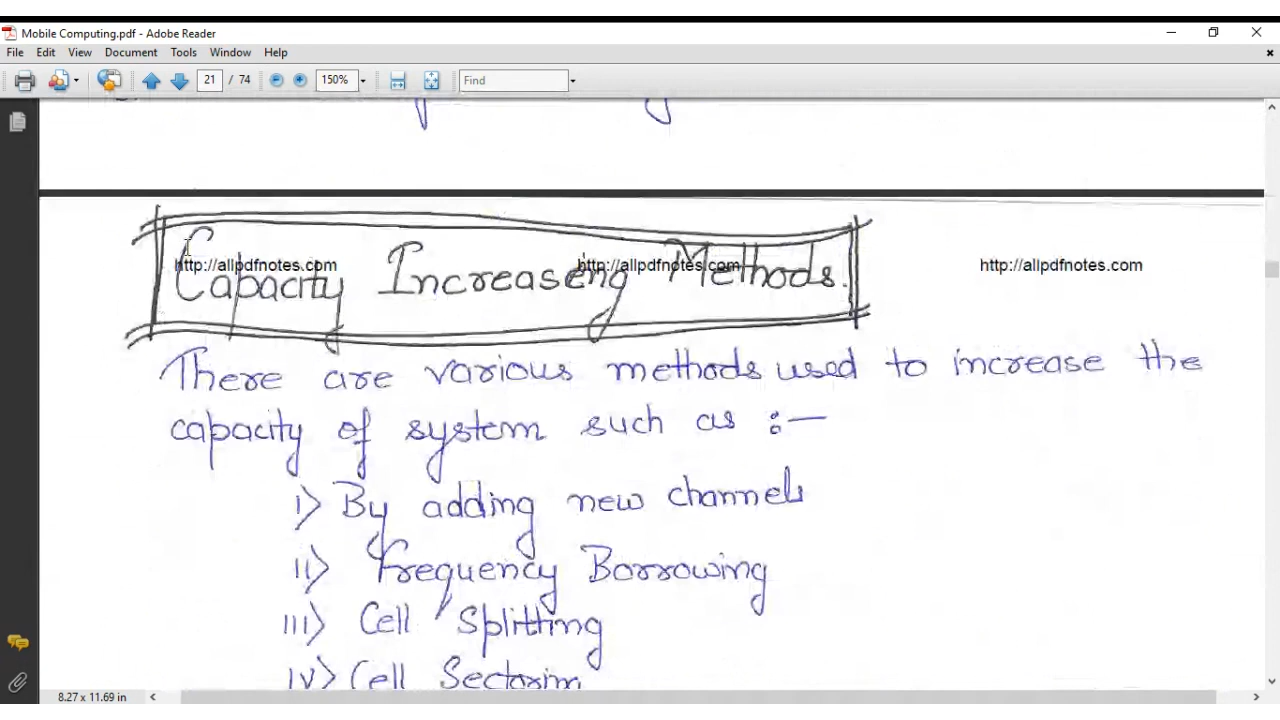 Mobile Computing.pdf - Adobe Reader
File Edit View Document Tools Window Help
21 / 74 150% Find
Capacity Increaseng Methods.
http://allpdfnotes.com http://allpdfnotes.com http://allpdfnotes.com
There are various methods used to increase the
capacity of system such as :—
i) By adding new channels
ii) Frequency Borrowing
iii) Cell Splitting
iv) Cell Sectoring
8.27 x 11.69 in